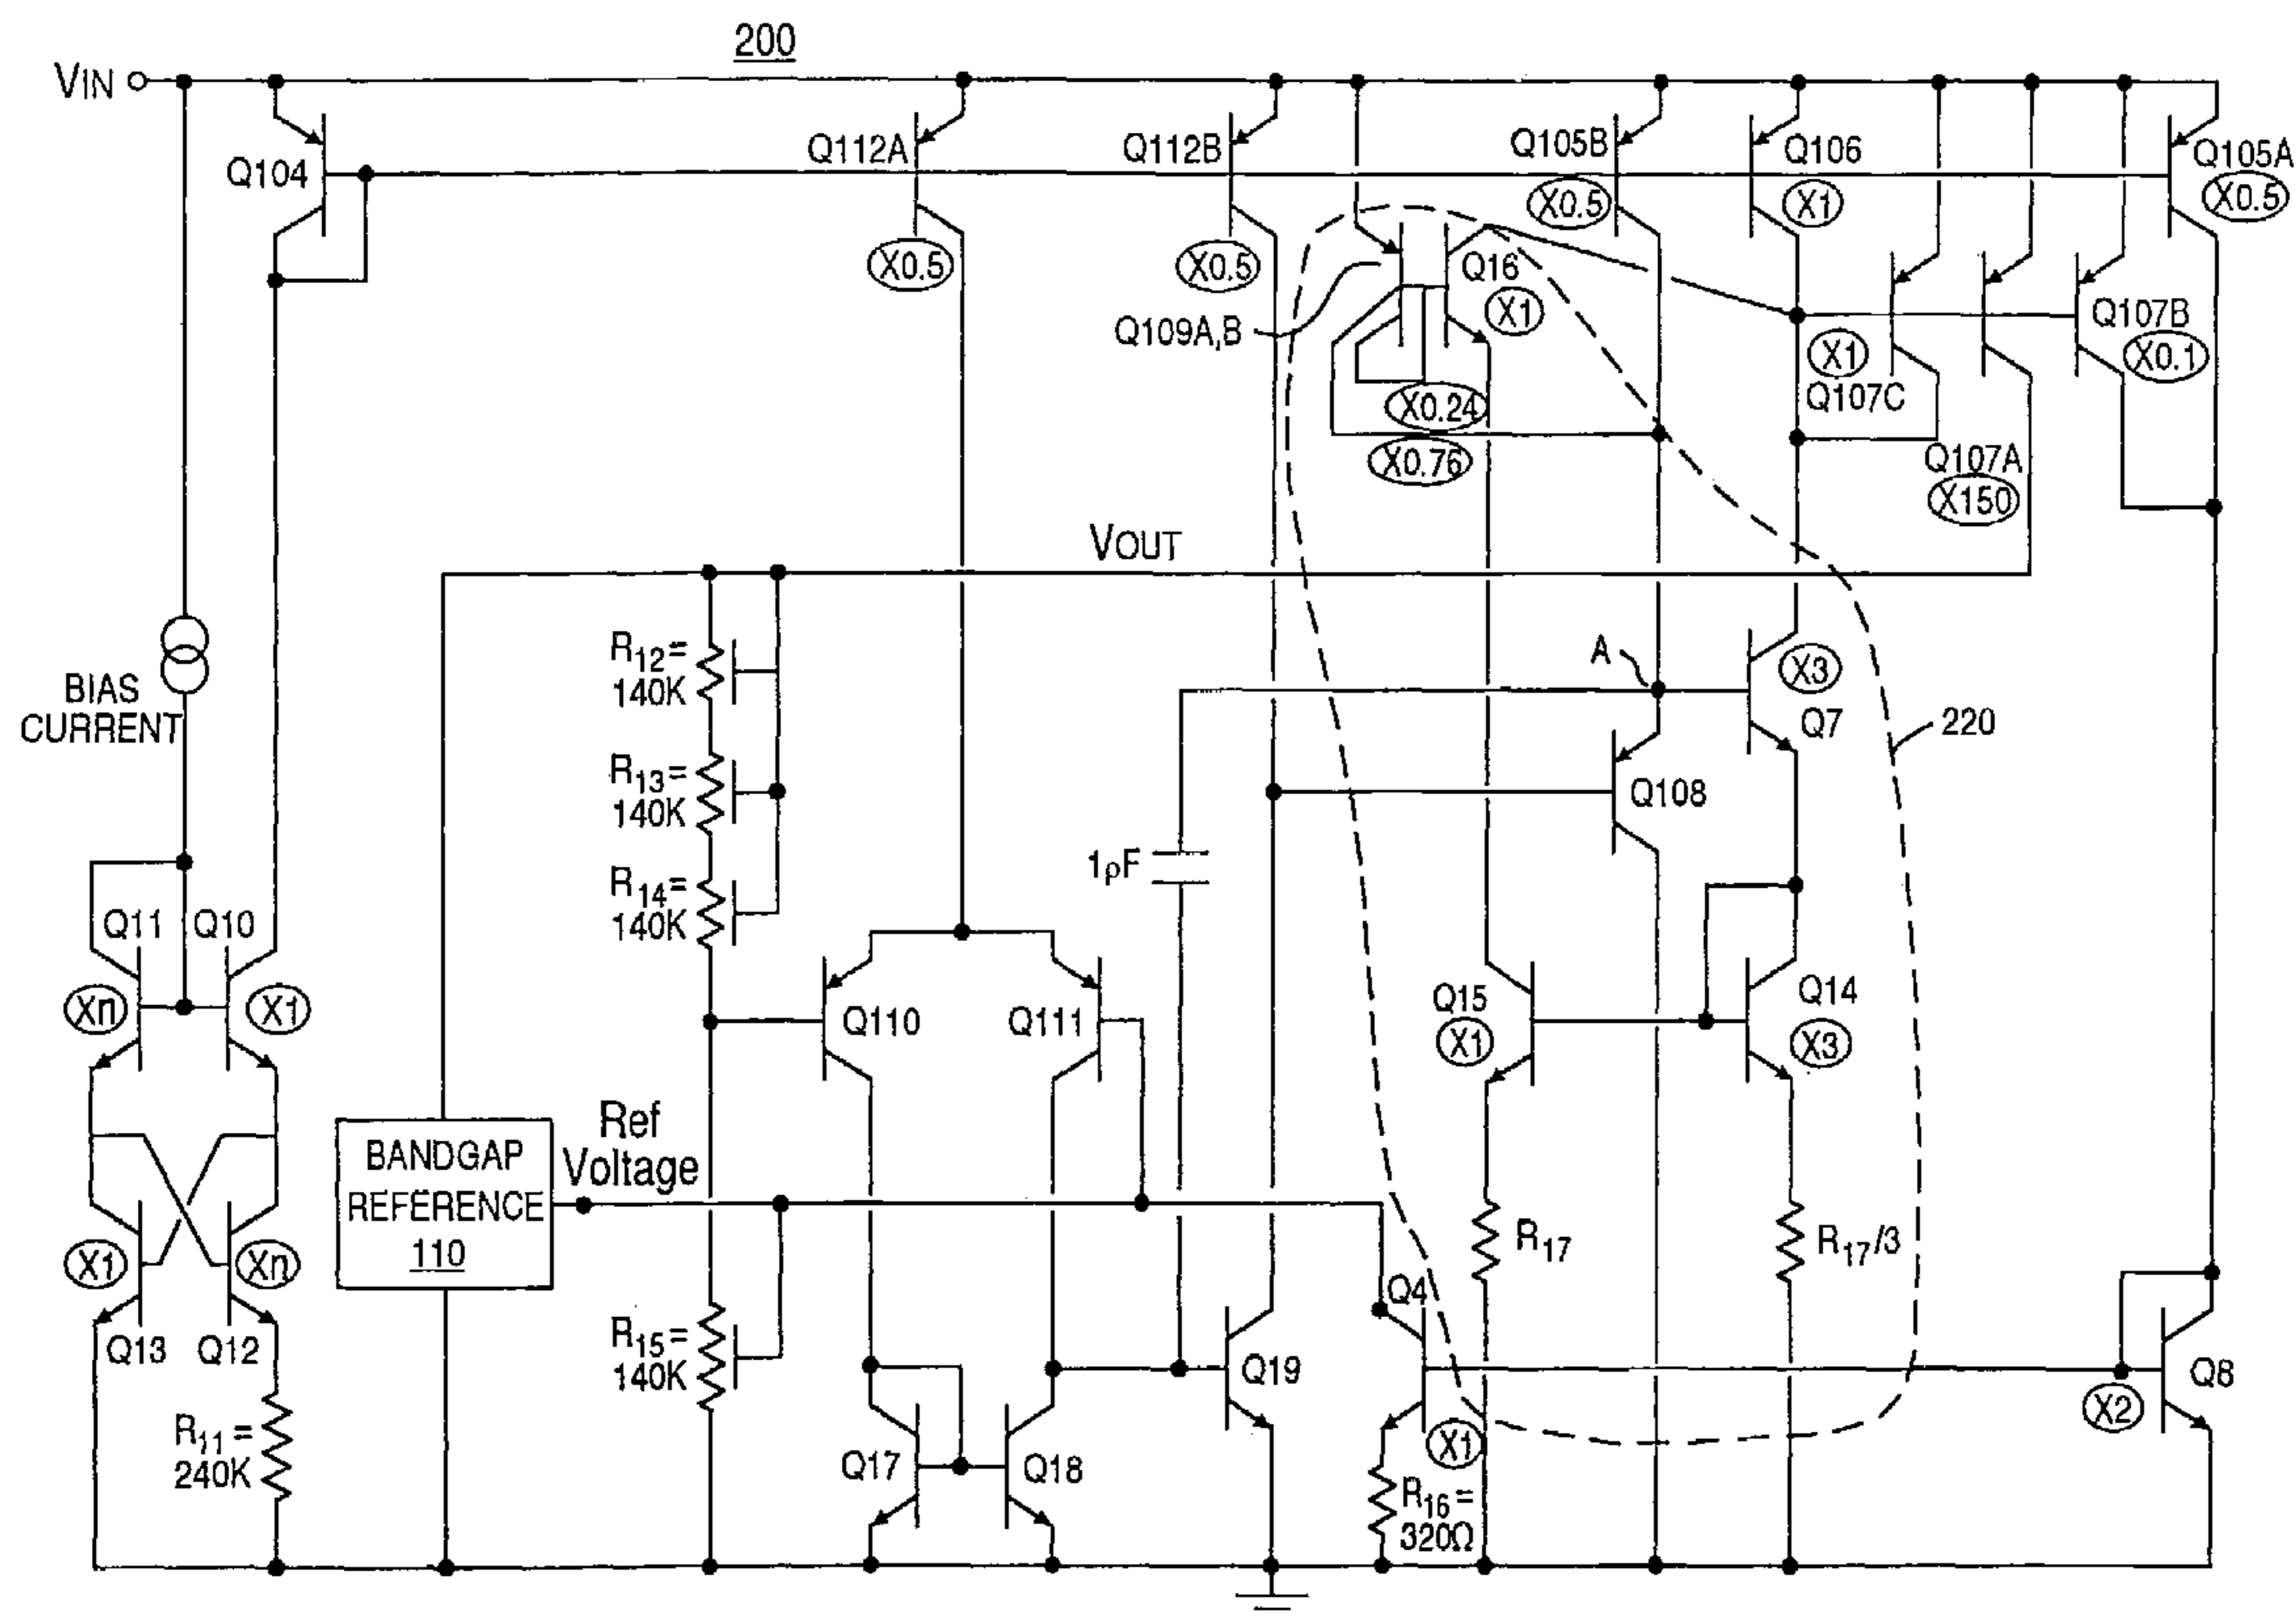 200
VIN
Q104
Q112A
X0.5
Q112B
X0.5
Q105B
X0.5
Q106
X1
Q105A
X0.5
Q16
X1
Q109A,B
X0.24
X0.76
Q107B
X0.1
X1
Q107C
Q107A
X150
VOUT
BIAS
CURRENT
R12=
140K
R13=
140K
R14=
140K
A
X3
Q7
220
Q108
1ρF
Q11
Q10
Xn
X1
Q110
Q111
Q15
X1
Q14
X3
Ref
Voltage
BANDGAP
REFERENCE
110
R17
R17/3
X1
Xn
Q13
Q12
R15=
140K
Q4
Q19
Q8
X2
R11=
240K
Q17
Q18
X1
R16=
320Ω